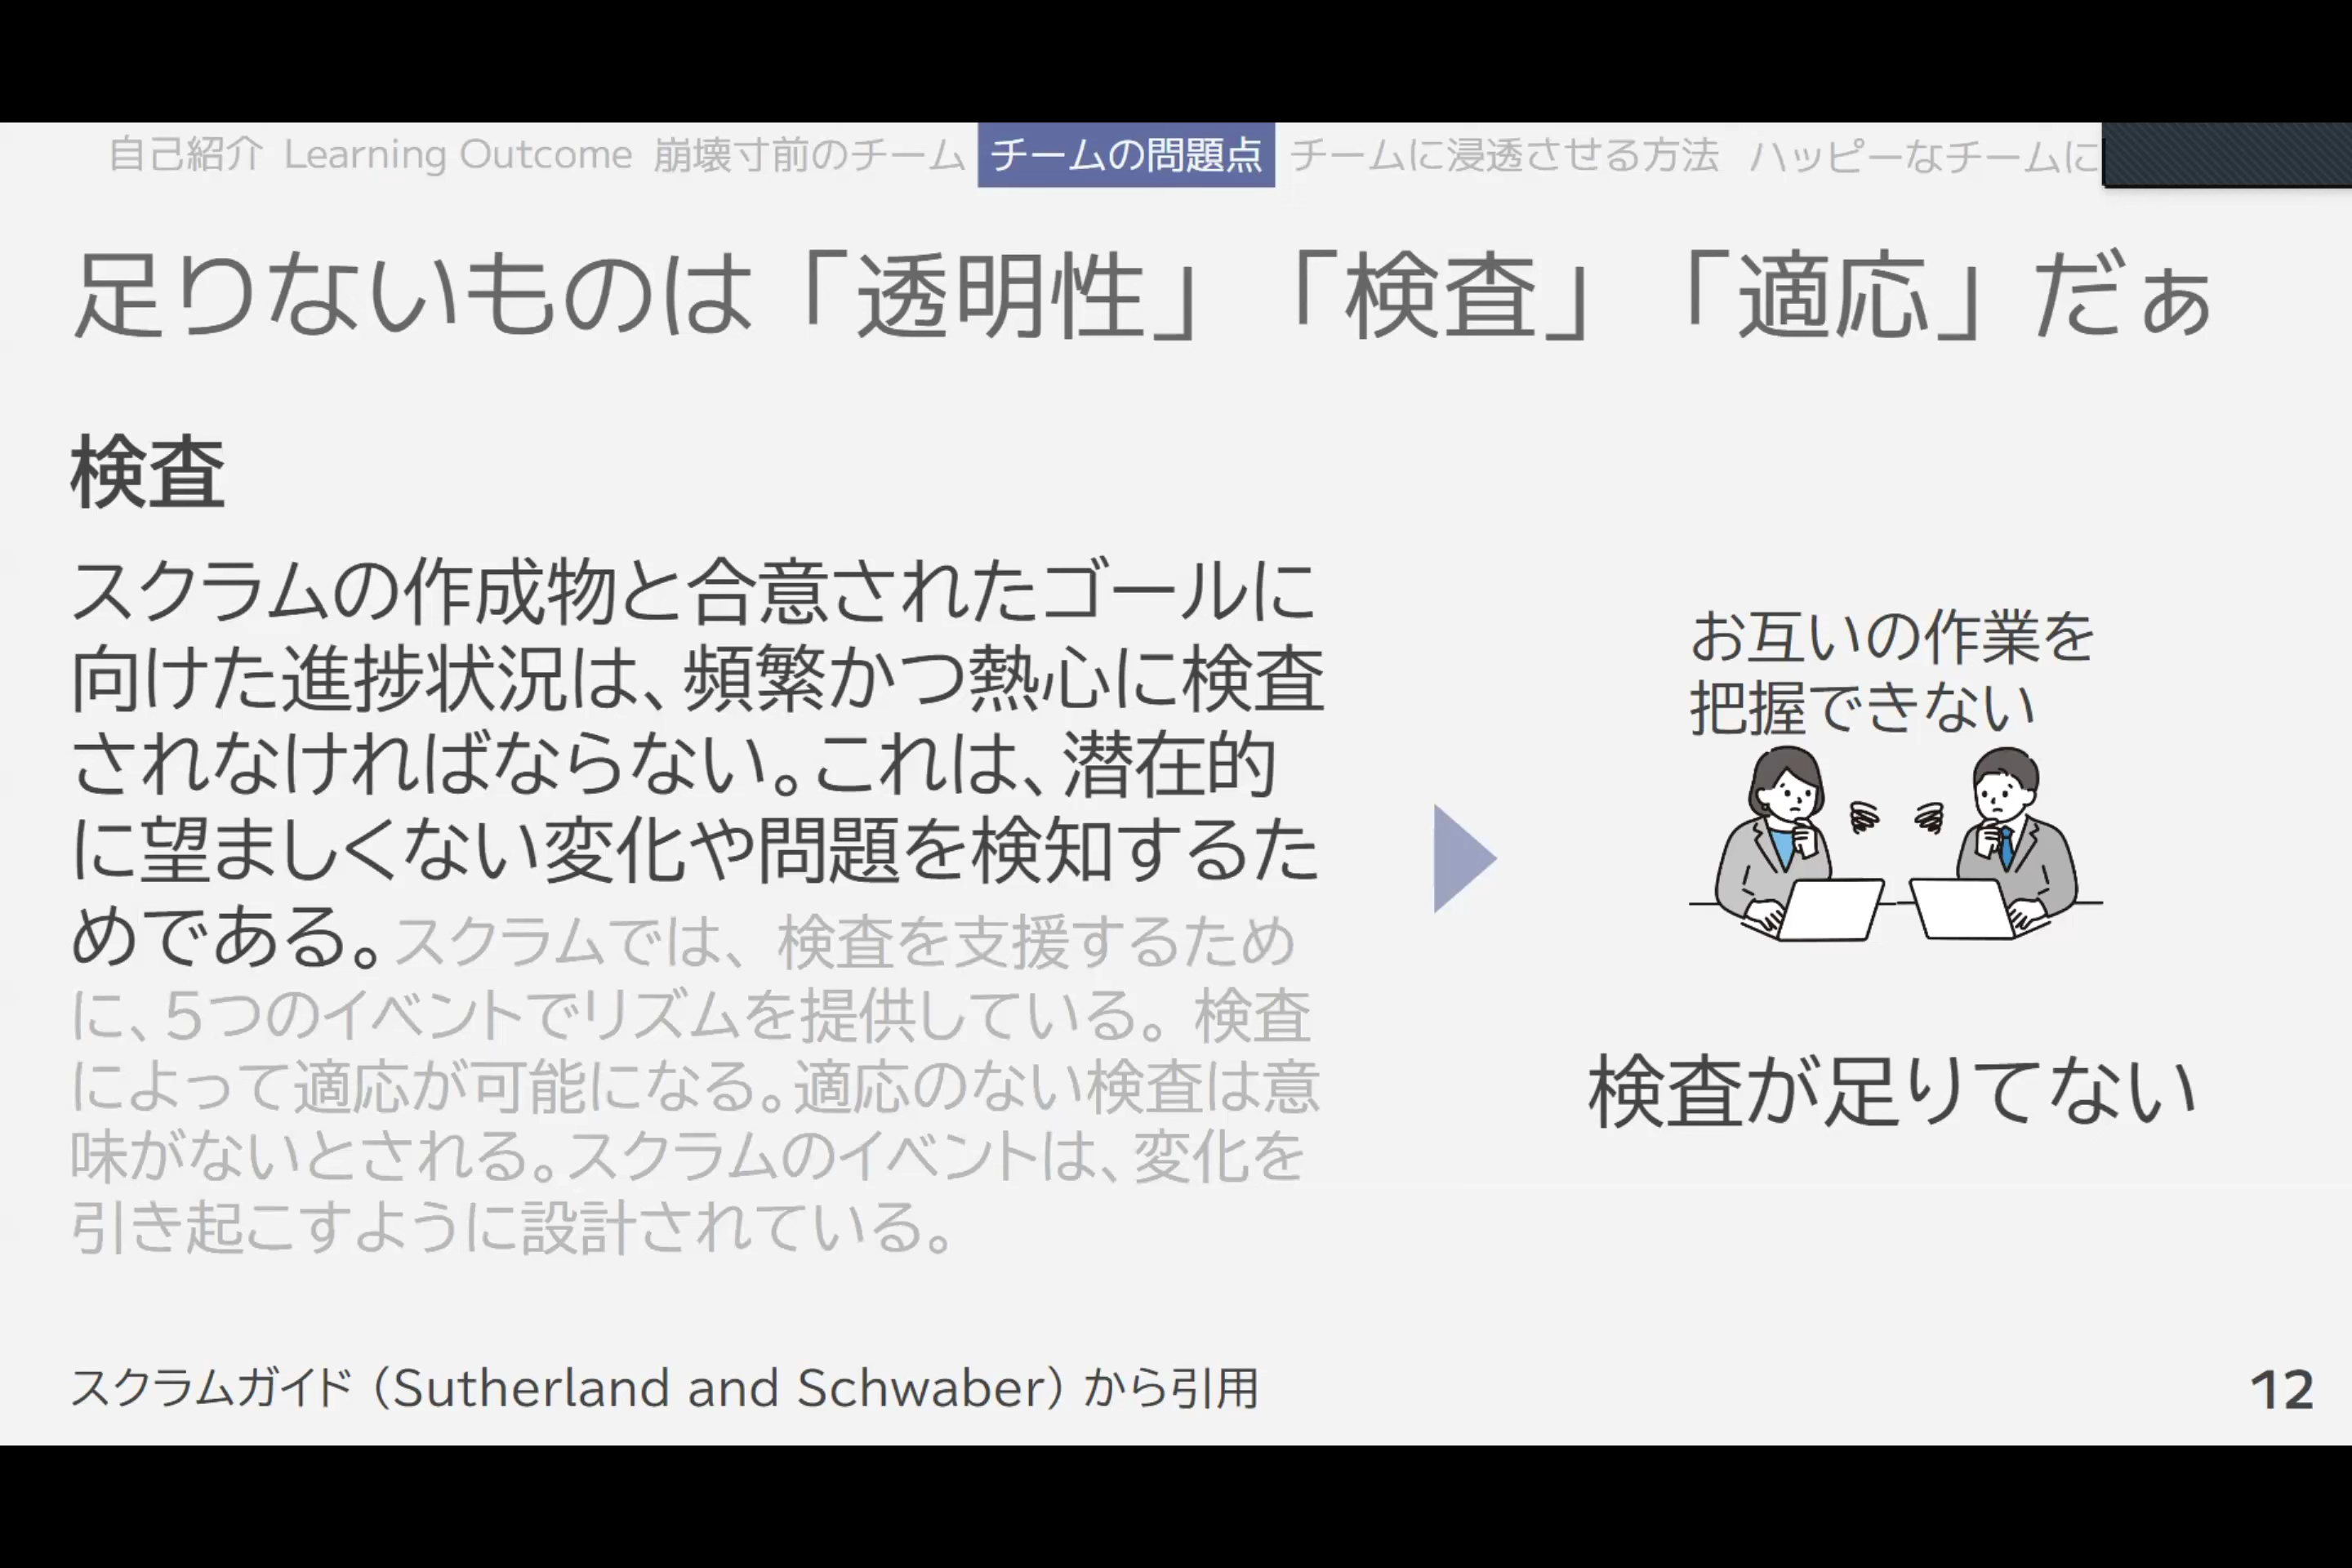 自己紹介 Learning Outcome 崩壊寸前のチーム チームの問題点 チームに浸透させる方法 ハッピーなチームに
足りないものは「透明性」「検査」「適応」だぁ
検査
スクラムの作成物と合意されたゴールに
向けた進捗状況は、頻繁かつ熱心に検査
されなければならない。これは、潜在的
に望ましくない変化や問題を検知するた
めである。スクラムでは、検査を支援するため
に、5つのイベントでリズムを提供している。検査
によって適応が可能になる。適応のない検査は意
味がないとされる。スクラムのイベントは、変化を
引き起こすように設計されている。
お互いの作業を
把握できない
検査が足りてない
スクラムガイド（Sutherland and Schwaber）から引用
12